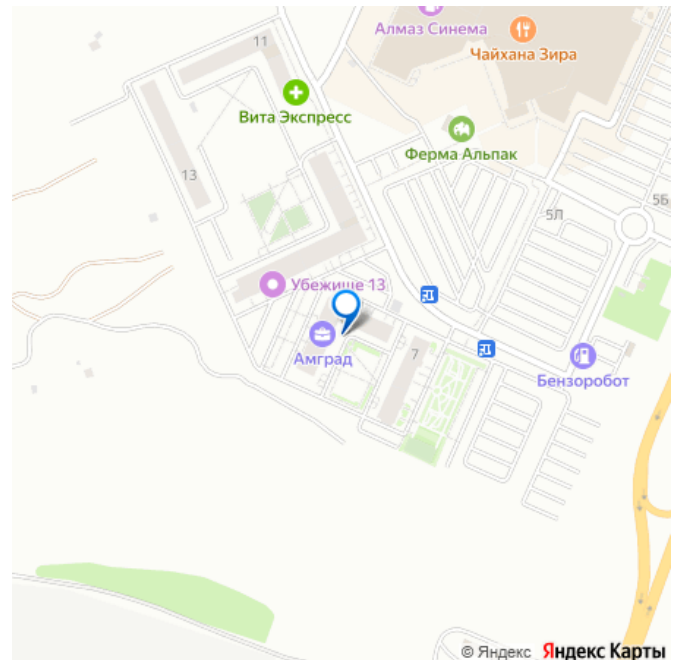 Алмаз Синема
Чайхана Зира
11
Вита Экспресс
Ферма Альпак
13
5Б
5Л
Убежище 13
Амград
7
Бензоробот
© Яндекс Яндекс Карты